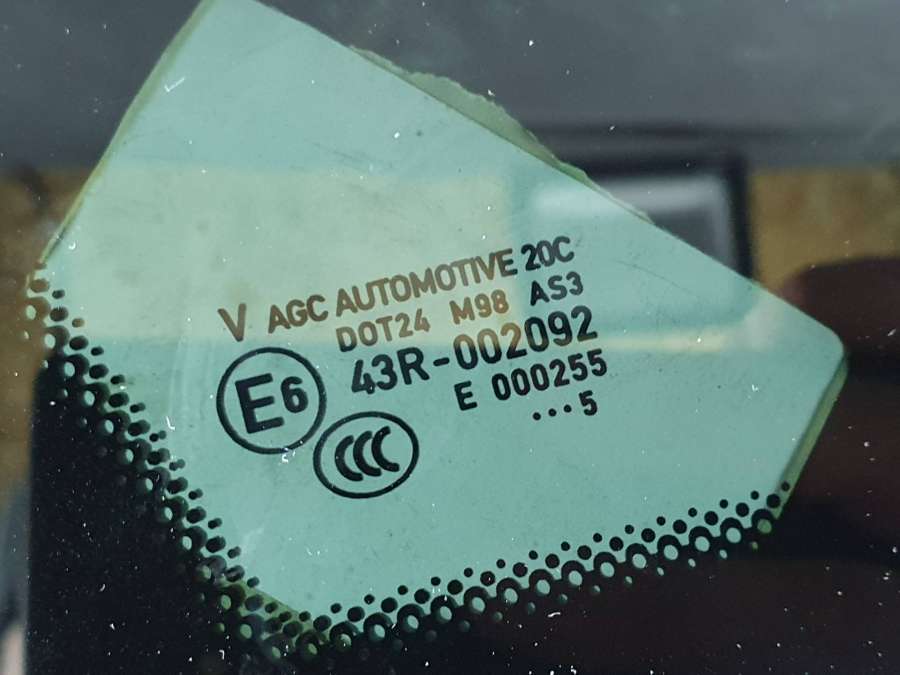 V AGC AUTOMOTIVE 20C
DOT24 M98 AS3
43R-002092
E6
E 000255
CCC
...5